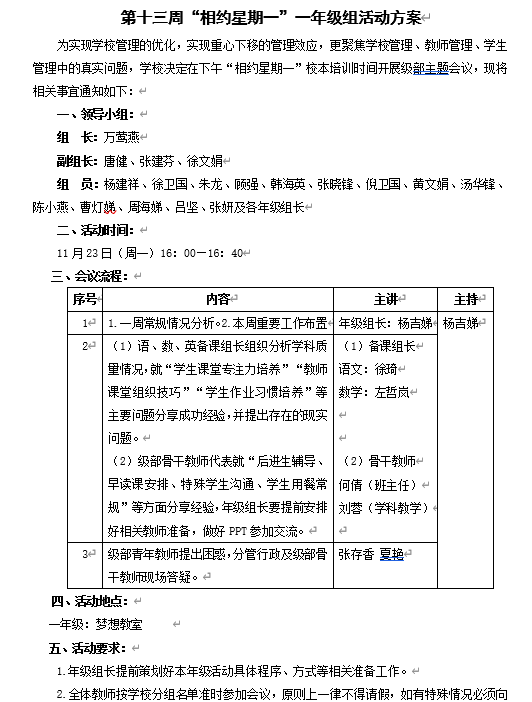 第十三周“相约星期一”一年级组活动方案
为实现学校管理的优化，实现重心下移的管理效应，更聚焦学校管理、教师管理、学生
管理中的真实问题，学校决定在下午“相约星期一”校本培训时间开展级部主题会议，现将
相关事宜通知如下：
一、领导小组：
组　长：万莺燕
副组长：唐健、张建芬、徐文娟
组　员：杨建祥、徐卫国、朱龙、顾强、韩海英、张晓锋、倪卫国、黄文娟、汤华锋、
陈小燕、曹灯娣、周海娣、吕坚、张妍及各年级组长
二、活动时间：
11月23日（周一）16：00—16：40
三、会议流程：
序号 内容 主讲 主持
1 1.一周常规情况分析。2.本周重要工作布置 年级组长：杨吉娣 杨吉娣
2 （1）语、数、英备课组长组织分析学科质 （1）备课组长
量情况，就“学生课堂专注力培养”“教师 语文：徐琦
课堂组织技巧”“学生作业习惯培养”等 数学：左哲岚
主要问题分享成功经验，并提出存在的现实
问题。
（2）级部骨干教师代表就“后进生辅导、 （2）骨干教师
早读课安排、特殊学生沟通、学生用餐常 何倩（班主任）
规”等方面分享经验，年级组长要提前安排 刘蓉（学科教学）
好相关教师准备，做好PPT参加交流。
3 级部青年教师提出困惑，分管行政及级部骨 张存香 夏艳
干教师现场答疑。
四、活动地点：
一年级：梦想教室
五、活动要求：
1.年级组长提前策划好本年级活动具体程序、方式等相关准备工作。
2.全体教师按学校分组名单准时参加会议，原则上一律不得请假，如有特殊情况必须向